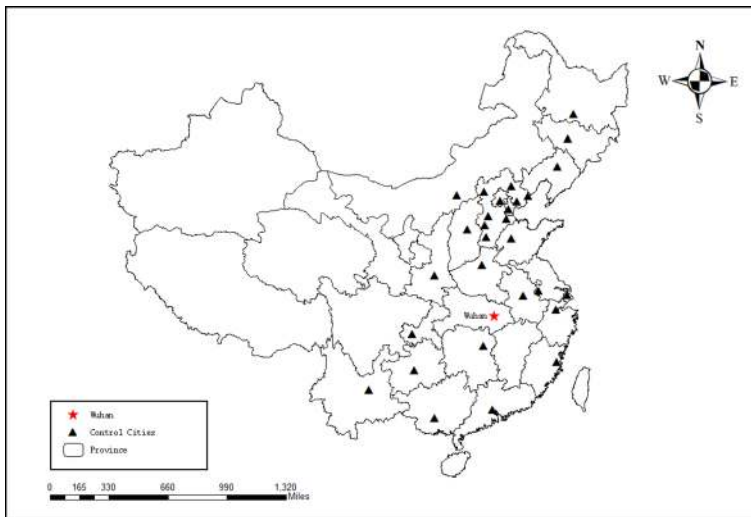 N
W E
S
Wuhan
Wuhan
Control Cities
Province
0 165 330 660 990 1,320
Miles